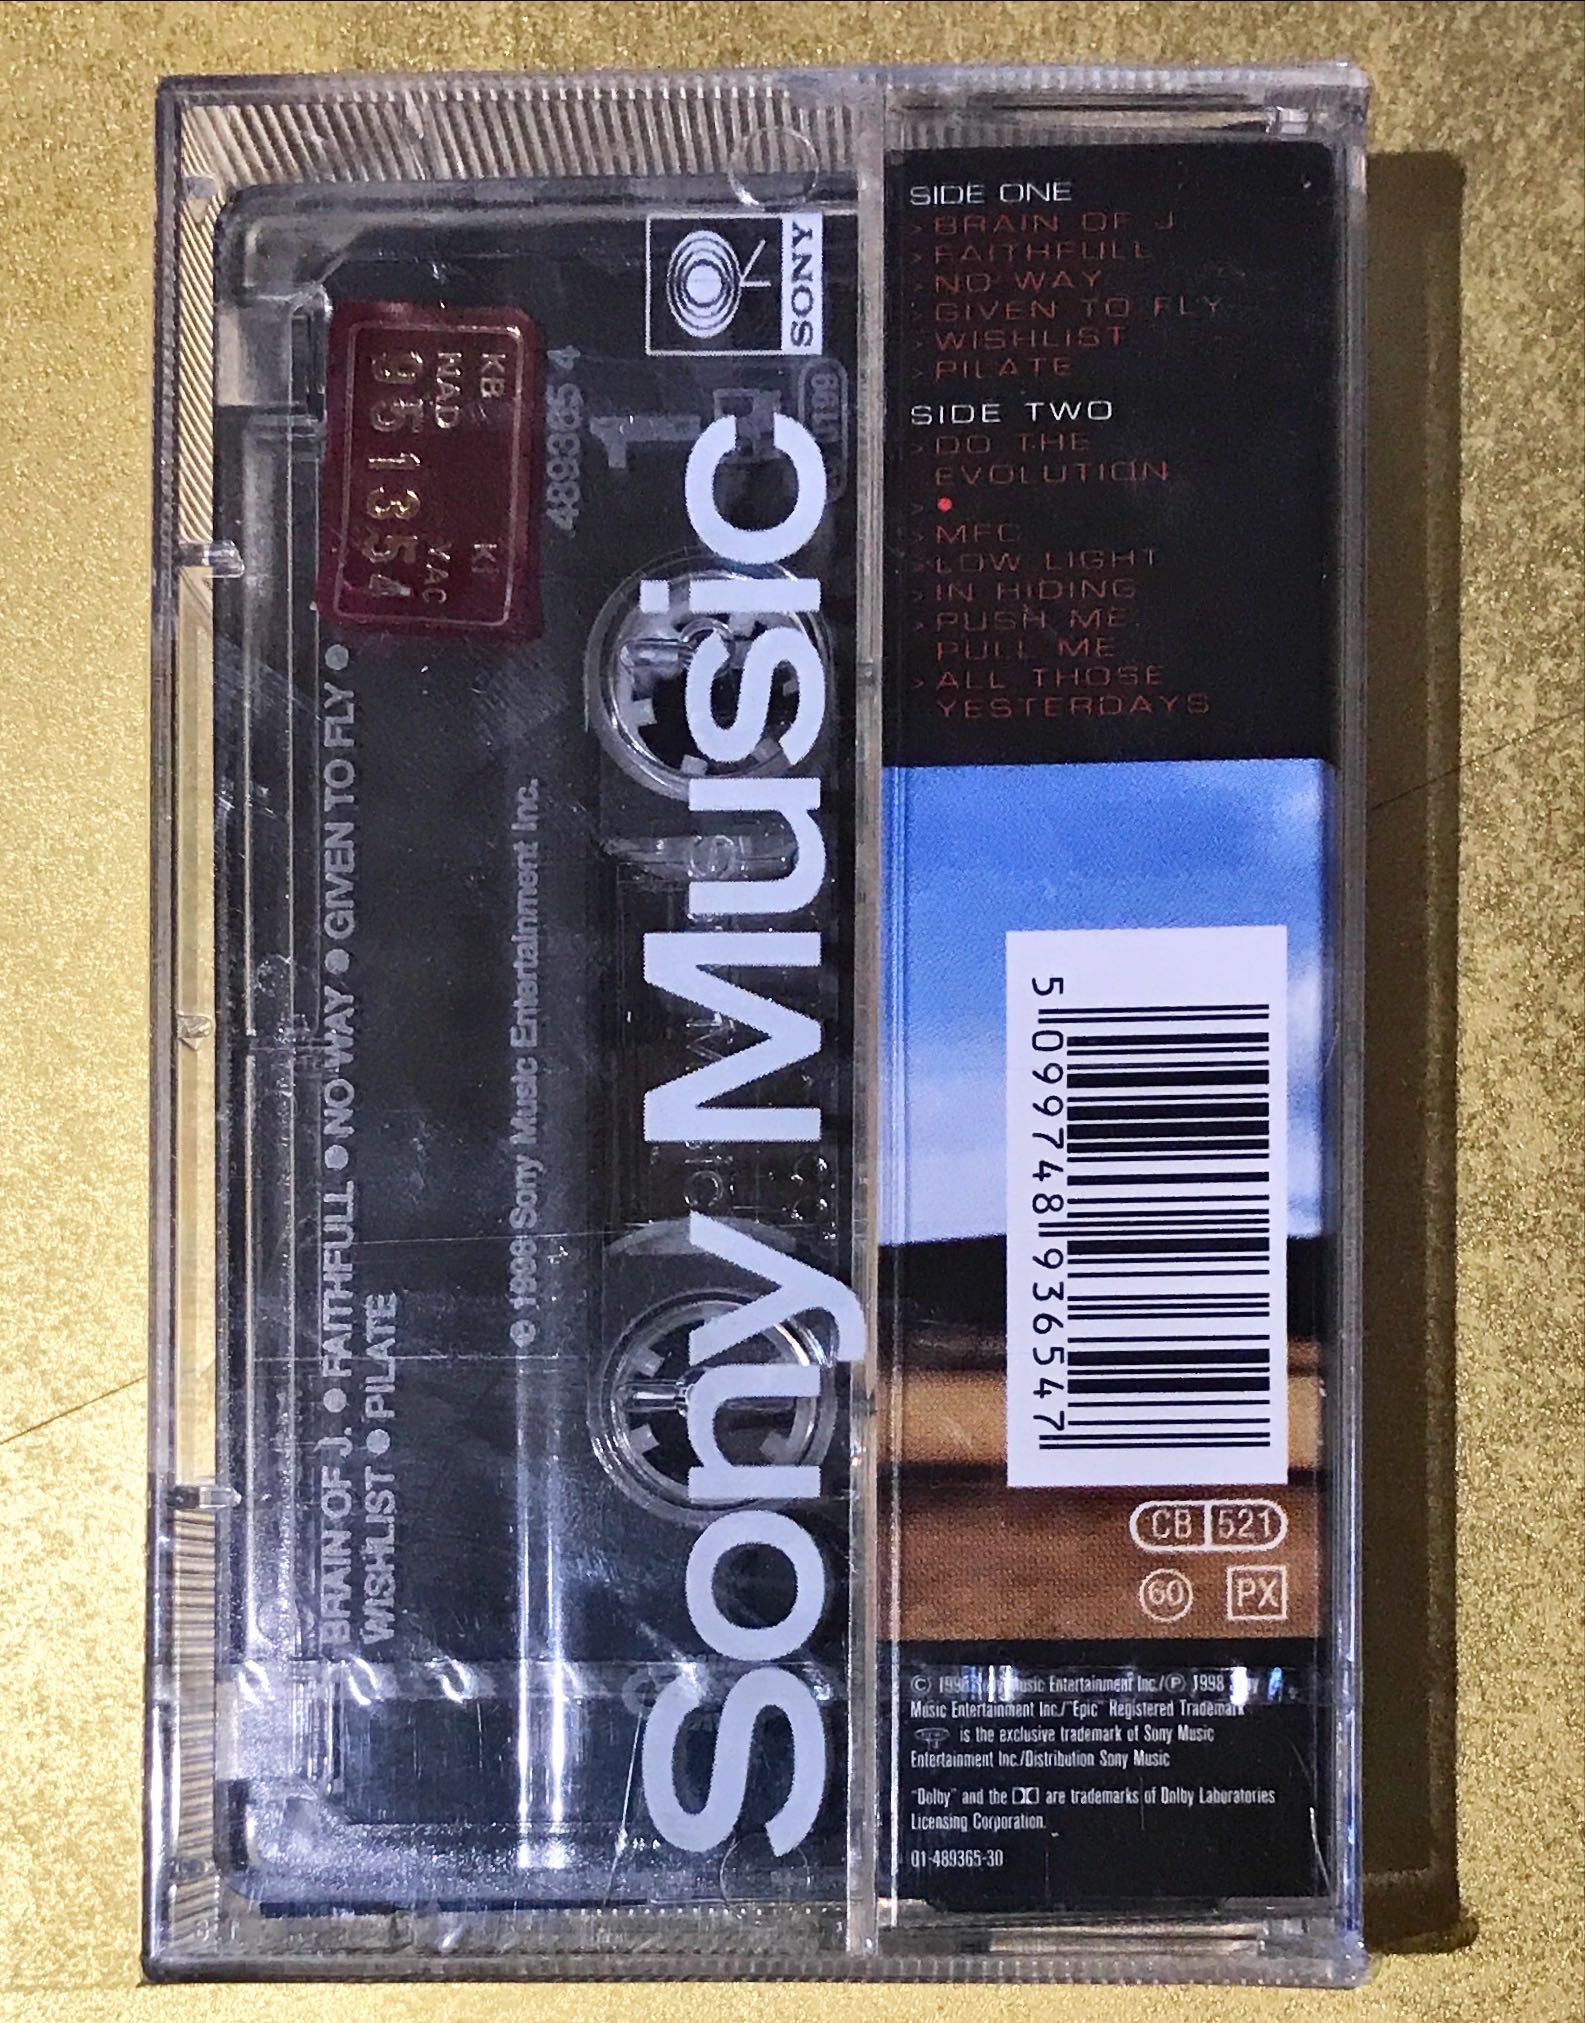 SIDE ONE
> BRAIN OF J
> FAITHFULL
> NO WAY
> GIVEN TO FLY
> WISHLIST
> PILATE
SIDE TWO
> DO THE
EVOLUTION
> ●
> MFC
> LOW LIGHT
> IN HIDING
> PUSH ME
PULL ME
> ALL THOSE
YESTERDAYS
5 099748 936547
CB 521
60 PX
© 1998 Music Entertainment Inc./℗ 1998 Sony
Music Entertainment Inc./"Epic" Registered Trademark
is the exclusive trademark of Sony Music
Entertainment Inc./Distribution Sony Music
"Dolby" and the are trademarks of Dolby Laboratories
Licensing Corporation.
01-489365-30
SONY
Sony Music
489365 4
1
© 1998 Sony Music Entertainment Inc.
BRAIN OF J. ● FAITHFULL ● NO WAY ● GIVEN TO FLY ●
WISHLIST ● PILATE
KB KI
MAD YAC
9551354